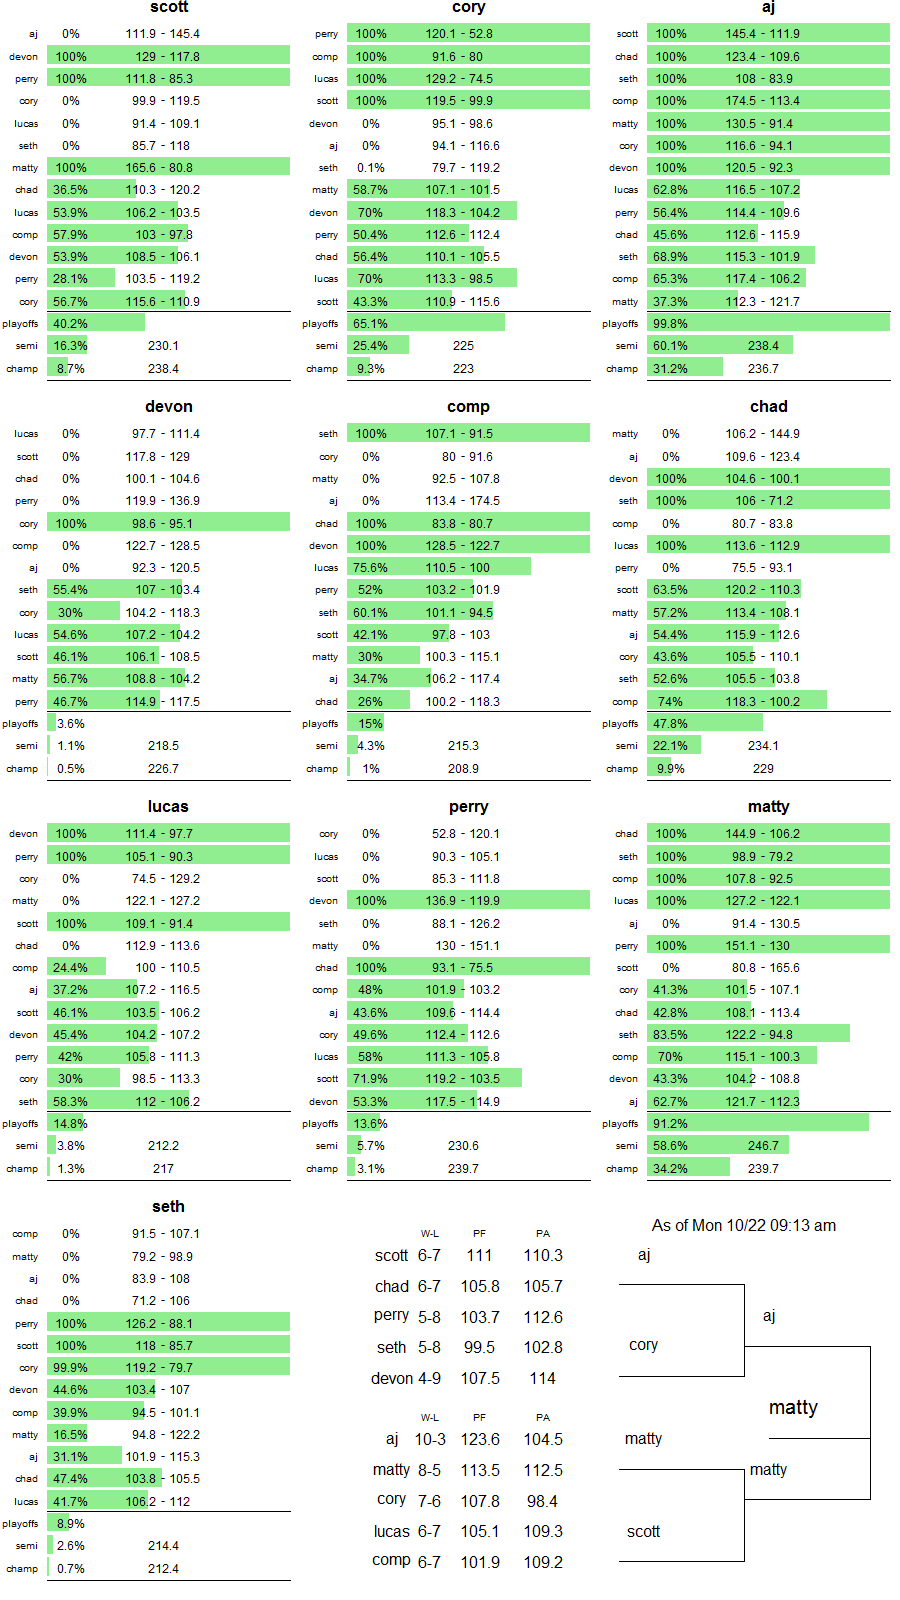 scott
aj 0% 111.9 - 145.4
devon 100% 129 - 117.8
perry 100% 111.8 - 85.3
cory 0% 99.9 - 119.5
lucas 0% 91.4 - 109.1
seth 0% 85.7 - 118
matty 100% 165.6 - 80.8
chad 36.5% 110.3 - 120.2
lucas 53.9% 106.2 - 103.5
comp 57.9% 103 - 97.8
devon 53.9% 108.5 - 106.1
perry 28.1% 103.5 - 119.2
cory 56.7% 115.6 - 110.9
playoffs 40.2%
semi 16.3% 230.1
champ 8.7% 238.4
cory
perry 100% 120.1 - 52.8
comp 100% 91.6 - 80
lucas 100% 129.2 - 74.5
scott 100% 119.5 - 99.9
devon 0% 95.1 - 98.6
aj 0% 94.1 - 116.6
seth 0.1% 79.7 - 119.2
matty 58.7% 107.1 - 101.5
devon 70% 118.3 - 104.2
perry 50.4% 112.6 - 112.4
chad 56.4% 110.1 - 105.5
lucas 70% 113.3 - 98.5
scott 43.3% 110.9 - 115.6
playoffs 65.1%
semi 25.4% 225
champ 9.3% 223
aj
scott 100% 145.4 - 111.9
chad 100% 123.4 - 109.6
seth 100% 108 - 83.9
comp 100% 174.5 - 113.4
matty 100% 130.5 - 91.4
cory 100% 116.6 - 94.1
devon 100% 120.5 - 92.3
lucas 62.8% 116.5 - 107.2
perry 56.4% 114.4 - 109.6
chad 45.6% 112.6 - 115.9
seth 68.9% 115.3 - 101.9
comp 65.3% 117.4 - 106.2
matty 37.3% 112.3 - 121.7
playoffs 99.8%
semi 60.1% 238.4
champ 31.2% 236.7
devon
lucas 0% 97.7 - 111.4
scott 0% 117.8 - 129
chad 0% 100.1 - 104.6
perry 0% 119.9 - 136.9
cory 100% 98.6 - 95.1
comp 0% 122.7 - 128.5
aj 0% 92.3 - 120.5
seth 55.4% 107 - 103.4
cory 30% 104.2 - 118.3
lucas 54.6% 107.2 - 104.2
scott 46.1% 106.1 - 108.5
matty 56.7% 108.8 - 104.2
perry 46.7% 114.9 - 117.5
playoffs 3.6%
semi 1.1% 218.5
champ 0.5% 226.7
comp
seth 100% 107.1 - 91.5
cory 0% 80 - 91.6
matty 0% 92.5 - 107.8
aj 0% 113.4 - 174.5
chad 100% 83.8 - 80.7
devon 100% 128.5 - 122.7
lucas 75.6% 110.5 - 100
perry 52% 103.2 - 101.9
seth 60.1% 101.1 - 94.5
scott 42.1% 97.8 - 103
matty 30% 100.3 - 115.1
aj 34.7% 106.2 - 117.4
chad 26% 100.2 - 118.3
playoffs 15%
semi 4.3% 215.3
champ 1% 208.9
chad
matty 0% 106.2 - 144.9
aj 0% 109.6 - 123.4
devon 100% 104.6 - 100.1
seth 100% 106 - 71.2
comp 0% 80.7 - 83.8
lucas 100% 113.6 - 112.9
perry 0% 75.5 - 93.1
scott 63.5% 120.2 - 110.3
matty 57.2% 113.4 - 108.1
aj 54.4% 115.9 - 112.6
cory 43.6% 105.5 - 110.1
seth 52.6% 105.5 - 103.8
comp 74% 118.3 - 100.2
playoffs 47.8%
semi 22.1% 234.1
champ 9.9% 229
lucas
devon 100% 111.4 - 97.7
perry 100% 105.1 - 90.3
cory 0% 74.5 - 129.2
matty 0% 122.1 - 127.2
scott 100% 109.1 - 91.4
chad 0% 112.9 - 113.6
comp 24.4% 100 - 110.5
aj 37.2% 107.2 - 116.5
scott 46.1% 103.5 - 106.2
devon 45.4% 104.2 - 107.2
perry 42% 105.8 - 111.3
cory 30% 98.5 - 113.3
seth 58.3% 112 - 106.2
playoffs 14.8%
semi 3.8% 212.2
champ 1.3% 217
perry
cory 0% 52.8 - 120.1
lucas 0% 90.3 - 105.1
scott 0% 85.3 - 111.8
devon 100% 136.9 - 119.9
seth 0% 88.1 - 126.2
matty 0% 130 - 151.1
chad 100% 93.1 - 75.5
comp 48% 101.9 - 103.2
aj 43.6% 109.6 - 114.4
cory 49.6% 112.4 - 112.6
lucas 58% 111.3 - 105.8
scott 71.9% 119.2 - 103.5
devon 53.3% 117.5 - 114.9
playoffs 13.6%
semi 5.7% 230.6
champ 3.1% 239.7
matty
chad 100% 144.9 - 106.2
seth 100% 98.9 - 79.2
comp 100% 107.8 - 92.5
lucas 100% 127.2 - 122.1
aj 0% 91.4 - 130.5
perry 100% 151.1 - 130
scott 0% 80.8 - 165.6
cory 41.3% 101.5 - 107.1
chad 42.8% 108.1 - 113.4
seth 83.5% 122.2 - 94.8
comp 70% 115.1 - 100.3
devon 43.3% 104.2 - 108.8
aj 62.7% 121.7 - 112.3
playoffs 91.2%
semi 58.6% 246.7
champ 34.2% 239.7
seth
comp 0% 91.5 - 107.1
matty 0% 79.2 - 98.9
aj 0% 83.9 - 108
chad 0% 71.2 - 106
perry 100% 126.2 - 88.1
scott 100% 118 - 85.7
cory 99.9% 119.2 - 79.7
devon 44.6% 103.4 - 107
comp 39.9% 94.5 - 101.1
matty 16.5% 94.8 - 122.2
aj 31.1% 101.9 - 115.3
chad 47.4% 103.8 - 105.5
lucas 41.7% 106.2 - 112
playoffs 8.9%
semi 2.6% 214.4
champ 0.7% 212.4
W-L PF PA
scott 6-7 111 110.3
chad 6-7 105.8 105.7
perry 5-8 103.7 112.6
seth 5-8 99.5 102.8
devon 4-9 107.5 114
W-L PF PA
aj 10-3 123.6 104.5
matty 8-5 113.5 112.5
cory 7-6 107.8 98.4
lucas 6-7 105.1 109.3
comp 6-7 101.9 109.2
As of Mon 10/22 09:13 am
aj
aj
cory
matty
matty
matty
scott